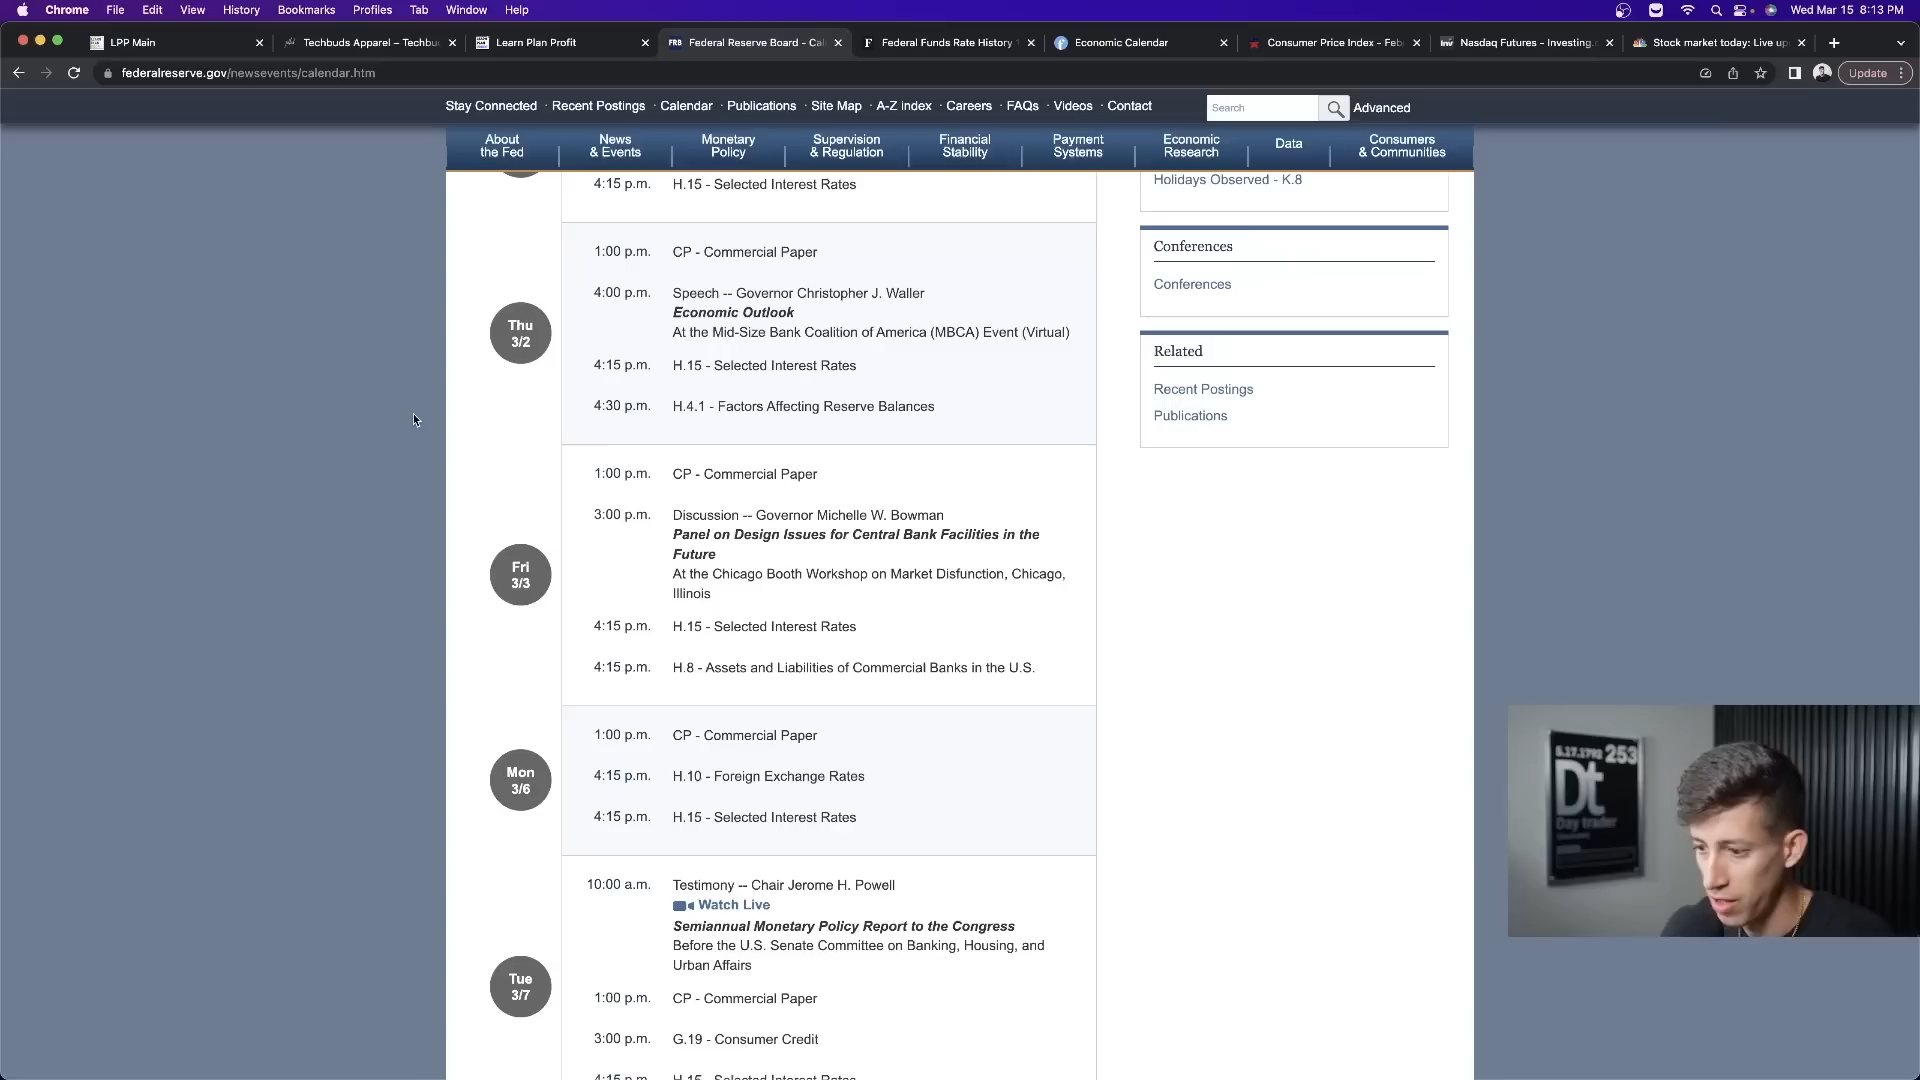 Chrome File Edit View History Bookmarks Profiles Tab Window Help Wed Mar 15 8:13 PM
LPP Main Techbuds Apparel – Techbu Learn Plan Profit FRB Federal Reserve Board - Cal Federal Funds Rate History Economic Calendar Consumer Price Index - Feb Inv Nasdaq Futures - Investing. Stock market today: Live up
federalreserve.gov/newsevents/calendar.htm Update
Stay Connected · Recent Postings · Calendar · Publications · Site Map · A-Z index · Careers · FAQs · Videos · Contact Search Advanced
About the Fed
News & Events
Monetary Policy
Supervision & Regulation
Financial Stability
Payment Systems
Economic Research
Data
Consumers & Communities
4:15 p.m. H.15 - Selected Interest Rates
Thu
3/2
1:00 p.m. CP - Commercial Paper
4:00 p.m. Speech -- Governor Christopher J. Waller
Economic Outlook
At the Mid-Size Bank Coalition of America (MBCA) Event (Virtual)
4:15 p.m. H.15 - Selected Interest Rates
4:30 p.m. H.4.1 - Factors Affecting Reserve Balances
Fri
3/3
1:00 p.m. CP - Commercial Paper
3:00 p.m. Discussion -- Governor Michelle W. Bowman
Panel on Design Issues for Central Bank Facilities in the
Future
At the Chicago Booth Workshop on Market Disfunction, Chicago,
Illinois
4:15 p.m. H.15 - Selected Interest Rates
4:15 p.m. H.8 - Assets and Liabilities of Commercial Banks in the U.S.
Mon
3/6
1:00 p.m. CP - Commercial Paper
4:15 p.m. H.10 - Foreign Exchange Rates
4:15 p.m. H.15 - Selected Interest Rates
Tue
3/7
10:00 a.m. Testimony -- Chair Jerome H. Powell
Watch Live
Semiannual Monetary Policy Report to the Congress
Before the U.S. Senate Committee on Banking, Housing, and
Urban Affairs
1:00 p.m. CP - Commercial Paper
3:00 p.m. G.19 - Consumer Credit
4:15 p.m. H.15 - Selected Interest Rates
Holidays Observed - K.8
Conferences
Conferences
Related
Recent Postings
Publications
5.17.1792 253
Dt
Day trader